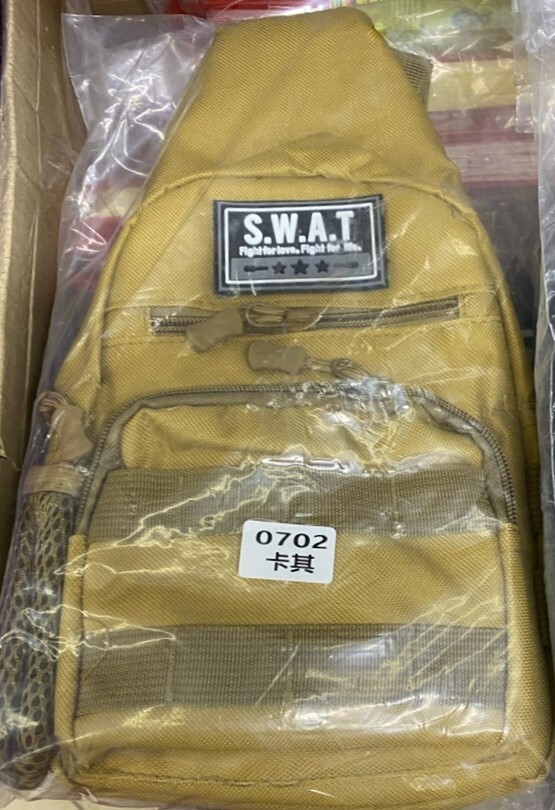 S.W.A.T
Fight for love. Fight for life.
0702
卡其